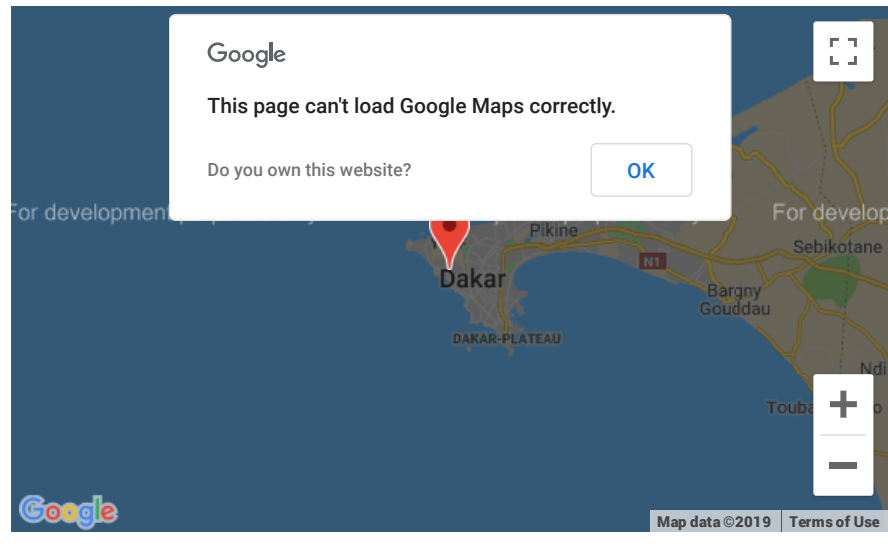 Google
This page can't load Google Maps correctly.
Do you own this website?
OK
For development
For develop
Pikine
Sebikotane
N1
Dakar
Bargny
Gouddau
DAKAR-PLATEAU
Ndi
Touba
Google
Map data ©2019
Terms of Use